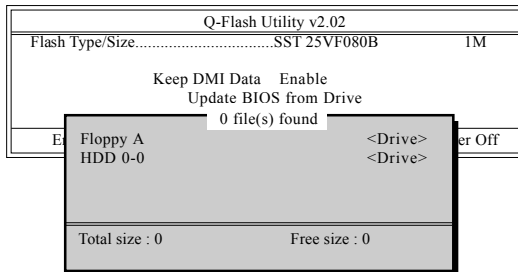 Q-Flash Utility v2.02
Flash Type/Size.................................SST 25VF080B 1M
Keep DMI Data Enable
Update BIOS from Drive
0 file(s) found
Floppy A <Drive>
HDD 0-0 <Drive>
Off
Total size : 0 Free size : 0